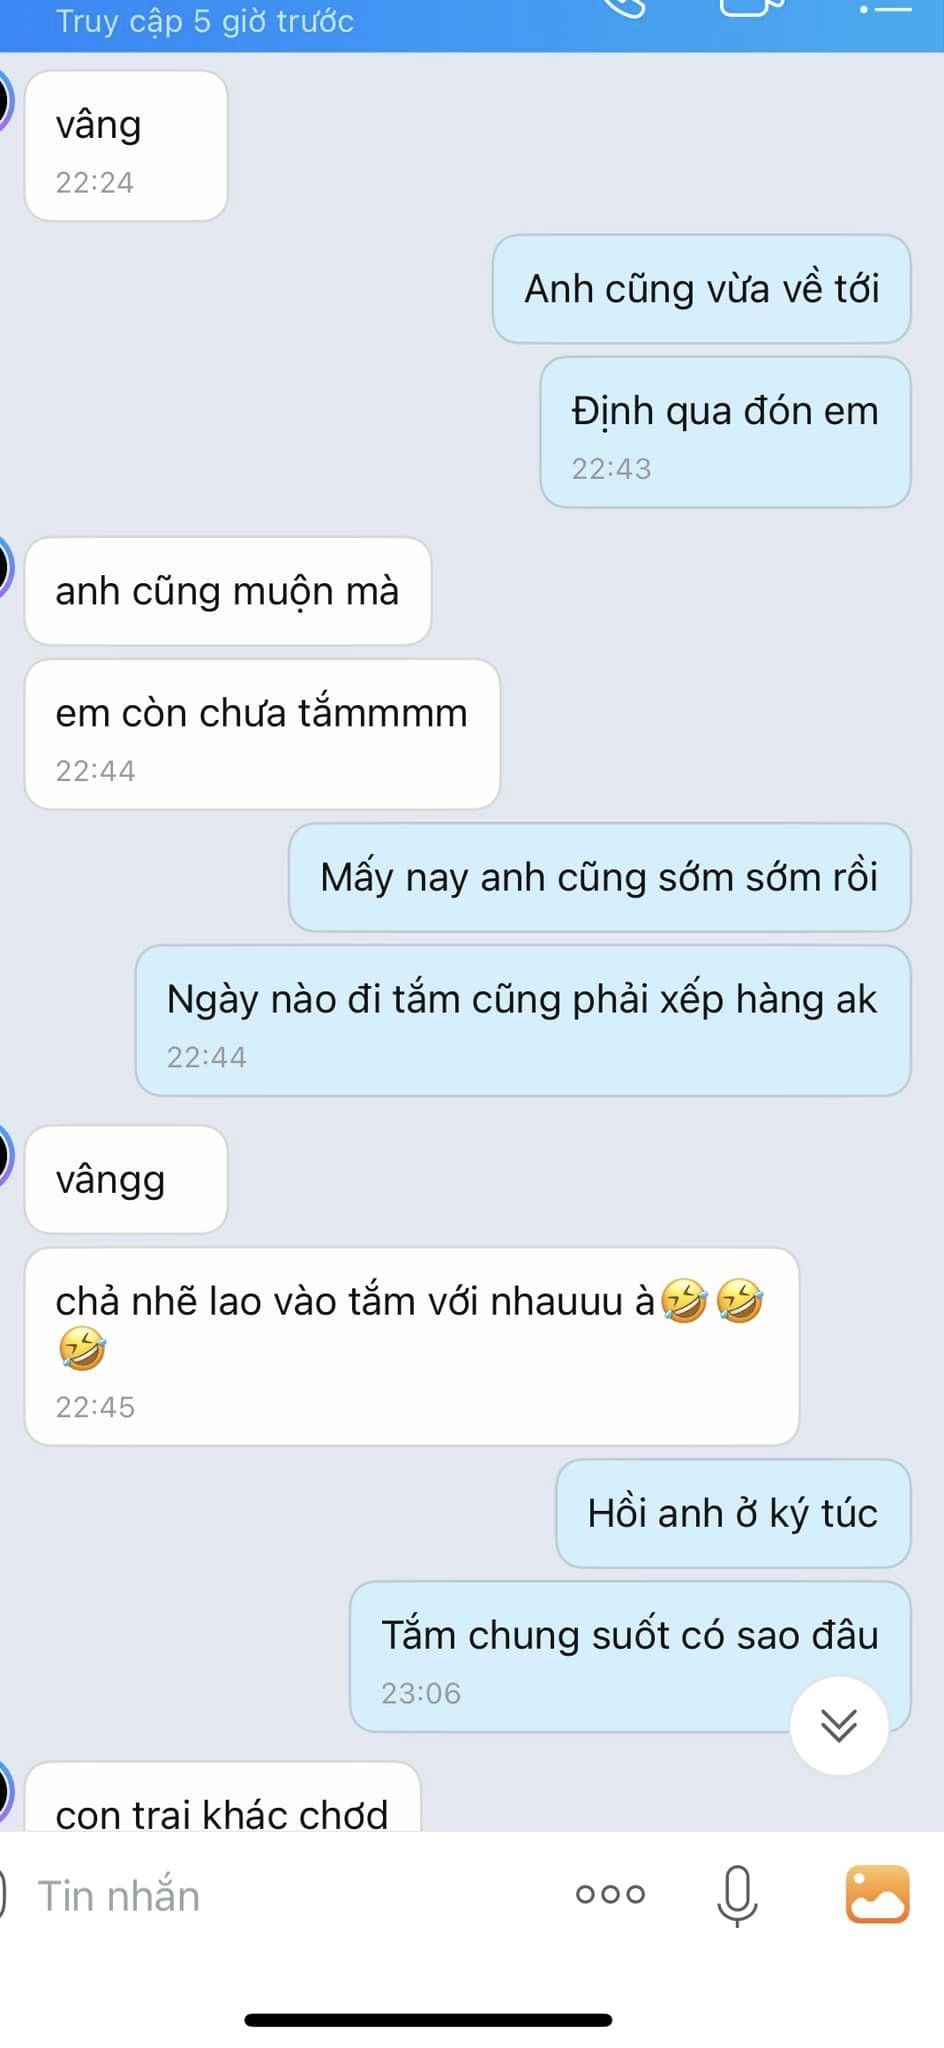 Truy cập 5 giờ trước
vâng
22:24
Anh cũng vừa về tới
Định qua đón em
22:43
anh cũng muộn mà
em còn chưa tắmmmm
22:44
Mấy nay anh cũng sớm sớm rồi
Ngày nào đi tắm cũng phải xếp hàng ak
22:44
vângg
chả nhẽ lao vào tắm với nhauuu à🤣🤣
🤣
22:45
Hồi anh ở ký túc
Tắm chung suốt có sao đâu
23:06
con trai khác chơd
Tin nhắn